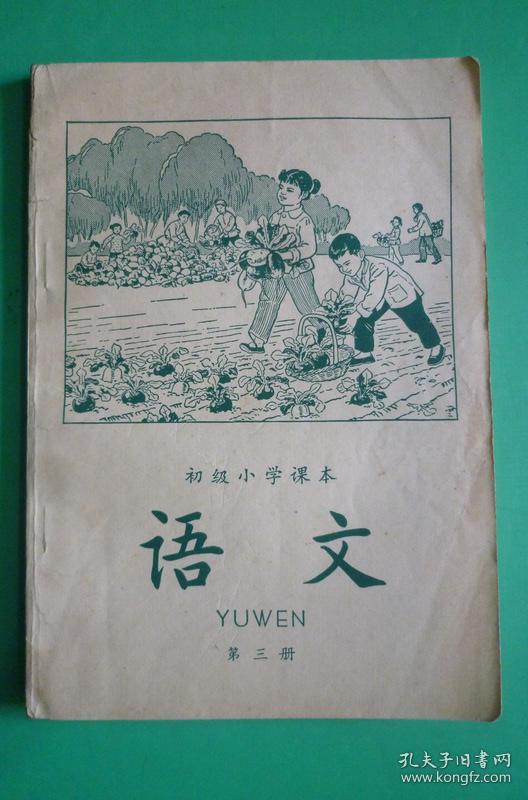 初级小学课本
语文
YUWEN
第三册
孔夫子旧书网
www.kongfz.com